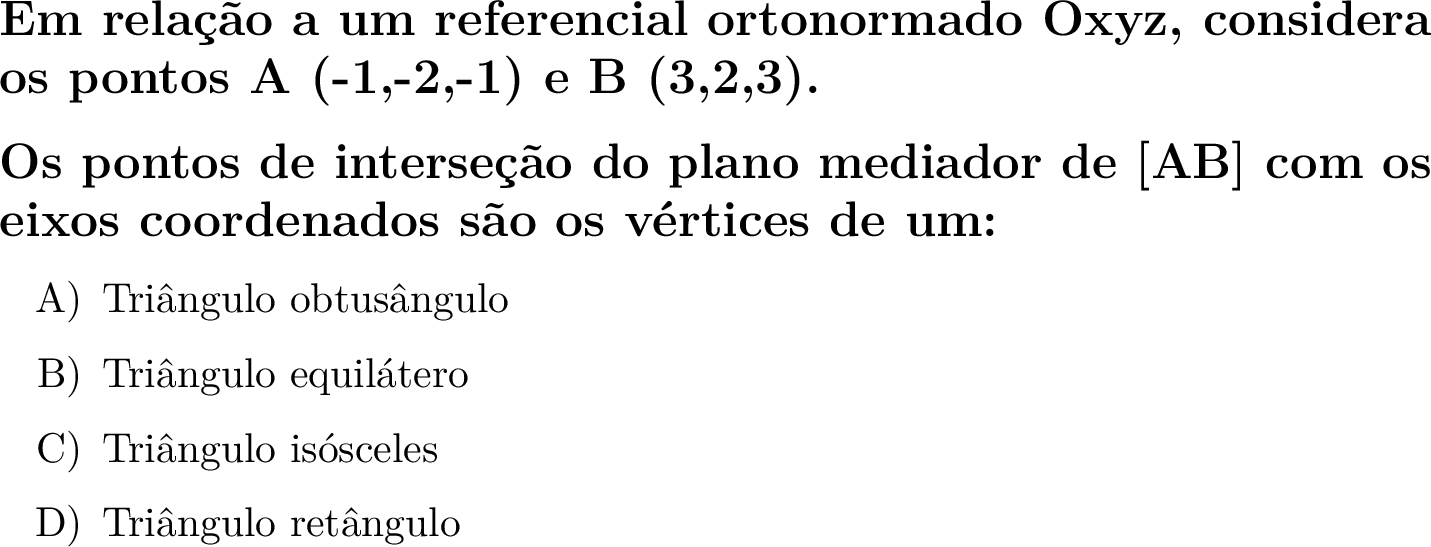 Em relação a um referencial ortonormado Oxyz, considera
os pontos A (-1,-2,-1) e B (3,2,3).
Os pontos de interseção do plano mediador de [AB] com os
eixos coordenados são os vértices de um:
A) Triângulo obtusângulo
B) Triângulo equilátero
C) Triângulo isósceles
D) Triângulo retângulo